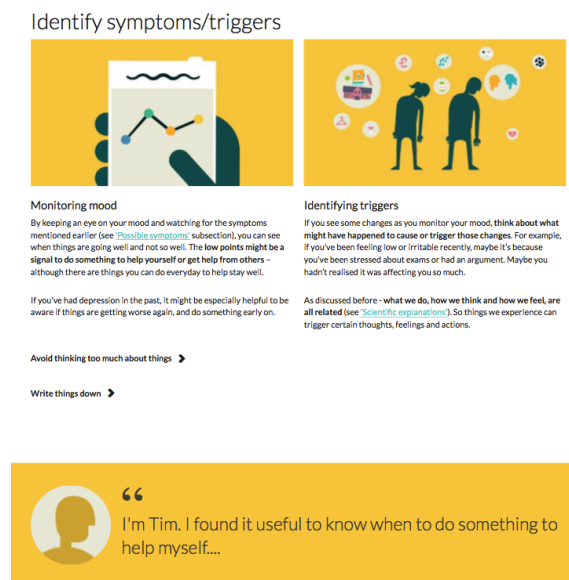 Identify symptoms/triggers
Monitoring mood
By keeping an eye on your mood and watching for the symptoms
mentioned earlier (see 'Possible symptoms' subsection), you can see
when things are going well and not so well. The low points might be a
signal to do something to help yourself or get help from others –
although there are things you can do everyday to help stay well.
If you've had depression in the past, it might be especially helpful to be
aware if things are getting worse again, and do something early on.
Avoid thinking too much about things
Write things down
Identifying triggers
If you see some changes as you monitor your mood, think about what
might have happened to cause or trigger those changes. For example,
if you've been feeling low or irritable recently, maybe it's because
you've been stressed about exams or had an argument. Maybe you
hadn't realised it was affecting you so much.
As discussed before - what we do, how we think and how we feel, are
all related (see 'Scientific explanations'). So things we experience can
trigger certain thoughts, feelings and actions.
“
I'm Tim. I found it useful to know when to do something to
help myself....